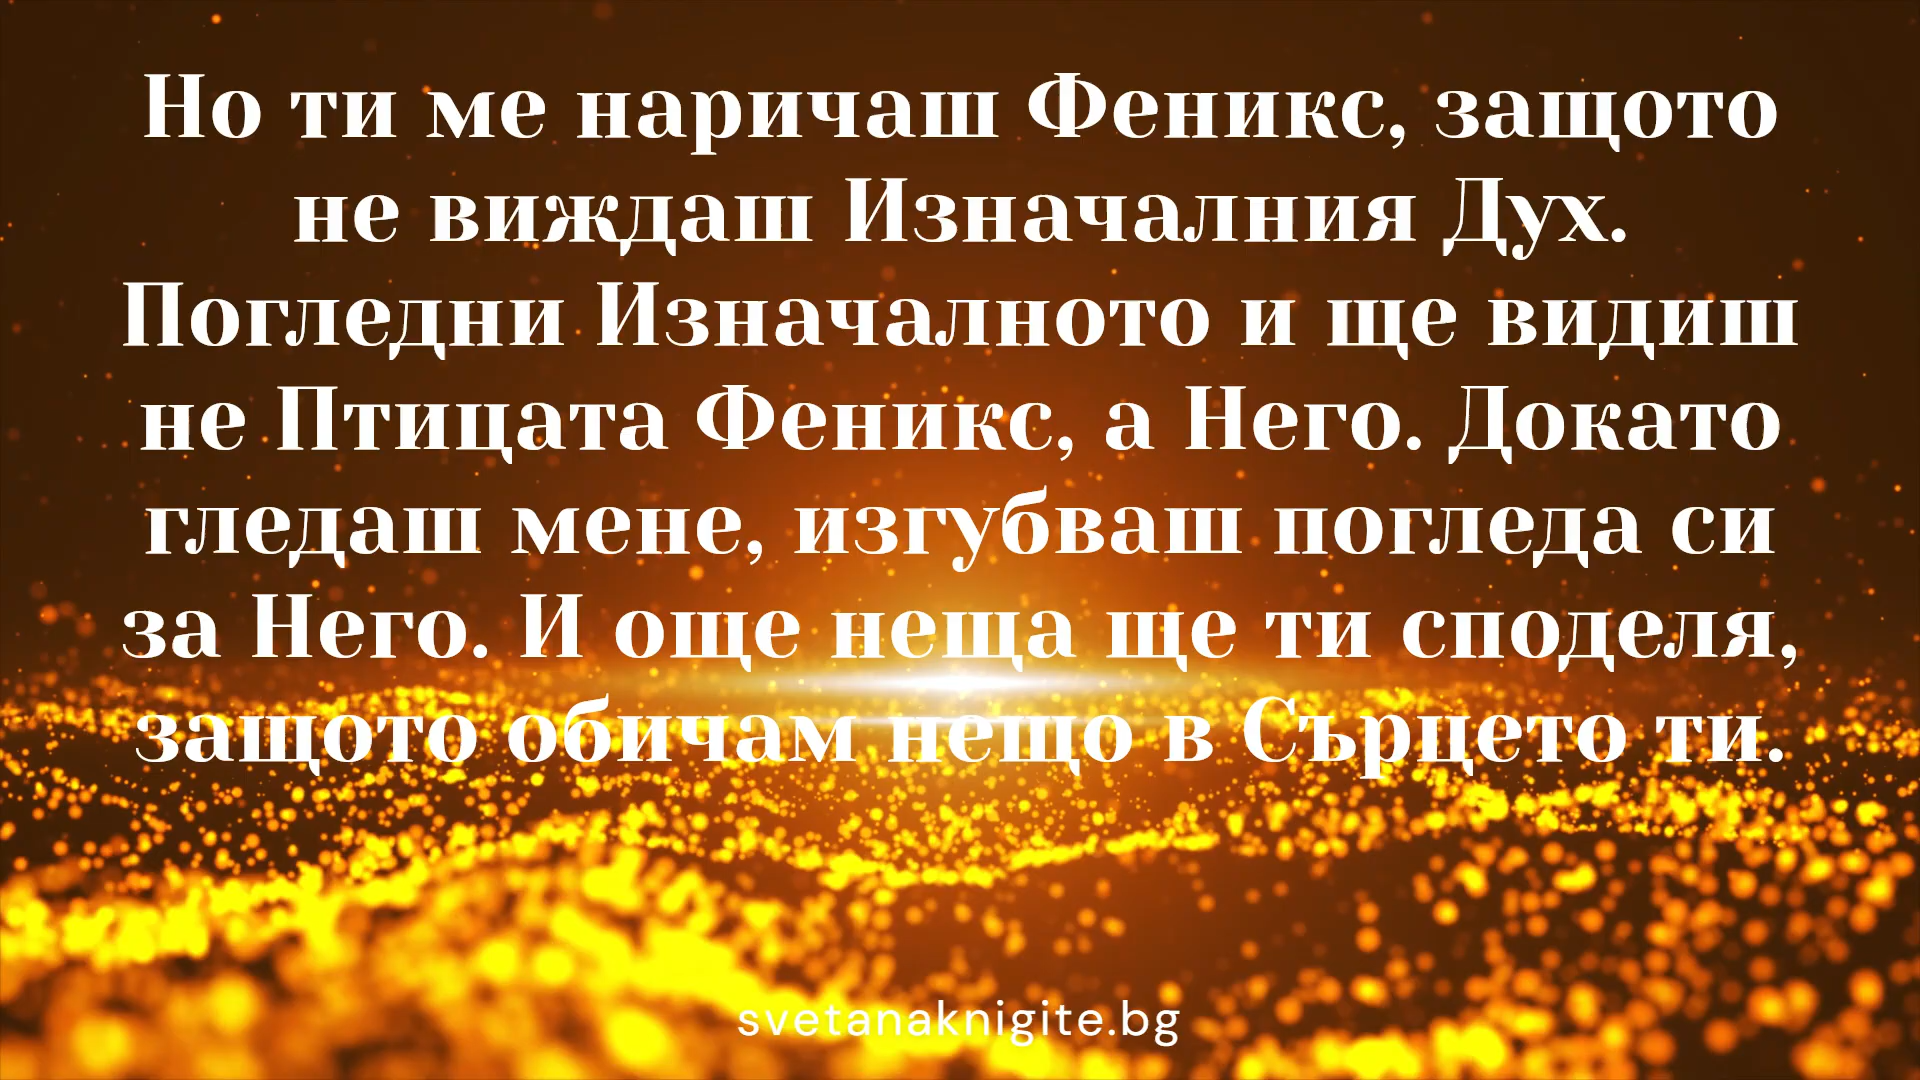 Но ти ме наричаш Феникс, защото
не виждаш Изначалния Дух.
Погледни Изначалното и ще видиш
не Птицата Феникс, а Него. Докато
гледаш мене, изгубваш погледа си
за Него. И още неща ще ти споделя,
защото обичам нещо в Сърцето ти.
svetanaknigite.bg